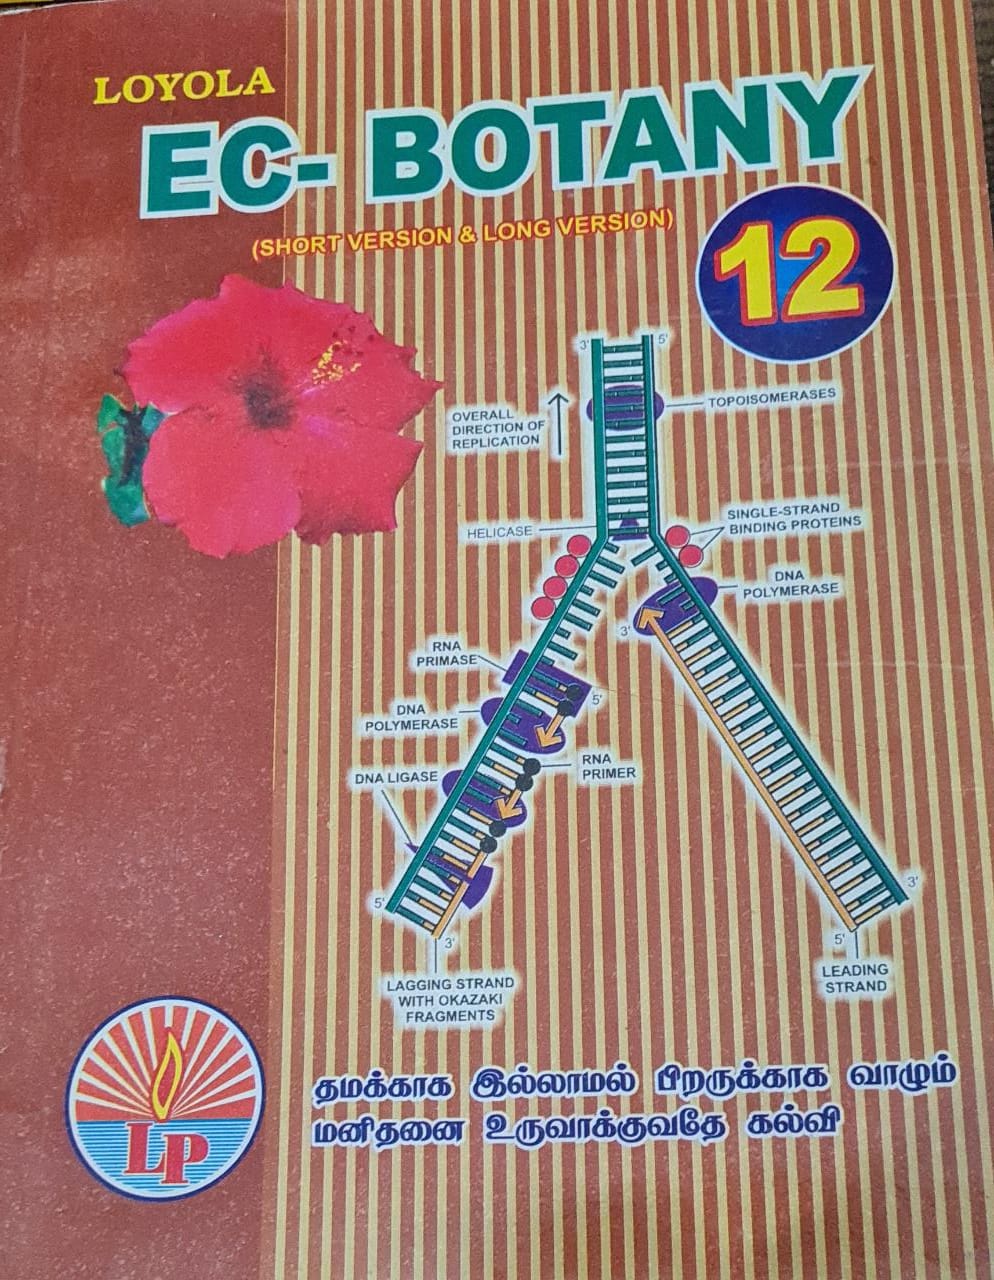 LOYOLA
EC- BOTANY
(SHORT VERSION & LONG VERSION)
12
3'
5'
OVERALL
DIRECTION OF
REPLICATION
TOPOISOMERASES
HELICASE
SINGLE-STRAND
BINDING PROTEINS
DNA
POLYMERASE
3'
RNA
PRIMASE
5'
DNA
POLYMERASE
RNA
PRIMER
DNA LIGASE
5'
3'
3'
5'
LAGGING STRAND
WITH OKAZAKI
FRAGMENTS
LEADING
STRAND
தமக்காக இல்லாமல் பிறருக்காக வாழும்
மனிதனை உருவாக்குவதே கல்வி
LP